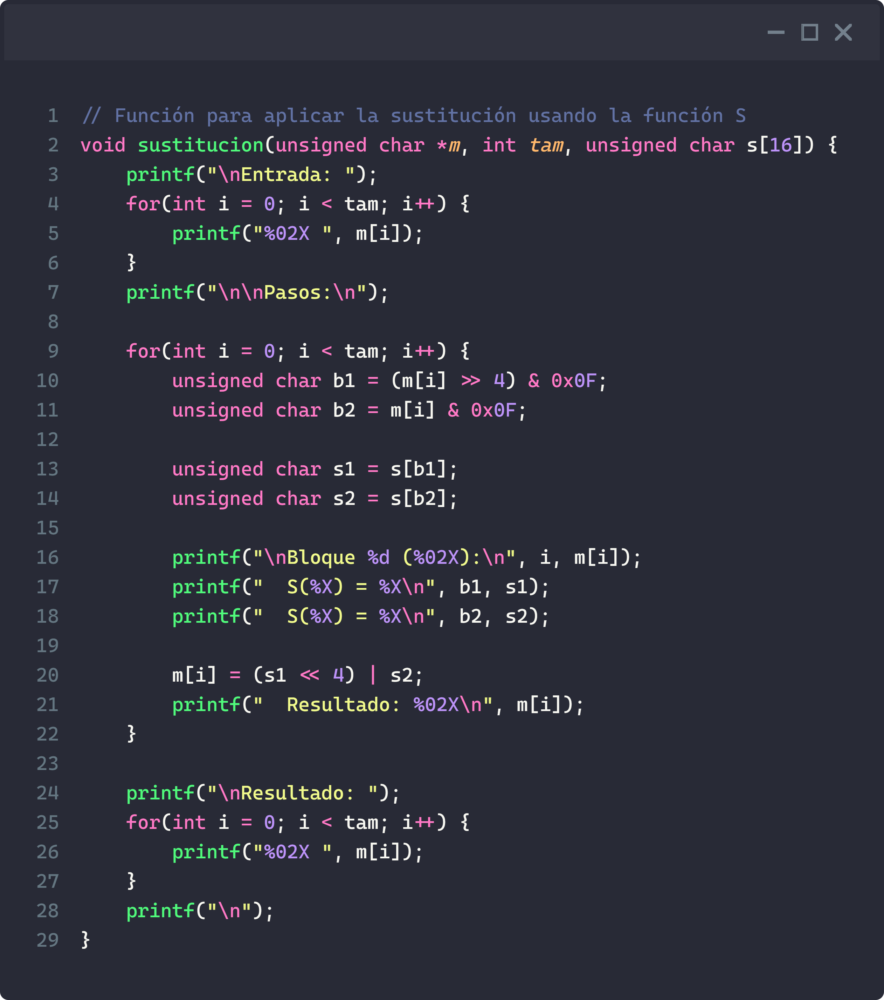 1 // Función para aplicar la sustitución usando la función S
2 void sustitucion(unsigned char *m, int tam, unsigned char s[16]) {
3     printf("\nEntrada: ");
4     for(int i = 0; i < tam; i++) {
5         printf("%02X ", m[i]);
6     }
7     printf("\n\nPasos:\n");
8
9     for(int i = 0; i < tam; i++) {
10         unsigned char b1 = (m[i] >> 4) & 0x0F;
11         unsigned char b2 = m[i] & 0x0F;
12
13         unsigned char s1 = s[b1];
14         unsigned char s2 = s[b2];
15
16         printf("\nBloque %d (%02X):\n", i, m[i]);
17         printf("  S(%X) = %X\n", b1, s1);
18         printf("  S(%X) = %X\n", b2, s2);
19
20         m[i] = (s1 << 4) | s2;
21         printf("  Resultado: %02X\n", m[i]);
22     }
23
24     printf("\nResultado: ");
25     for(int i = 0; i < tam; i++) {
26         printf("%02X ", m[i]);
27     }
28     printf("\n");
29 }